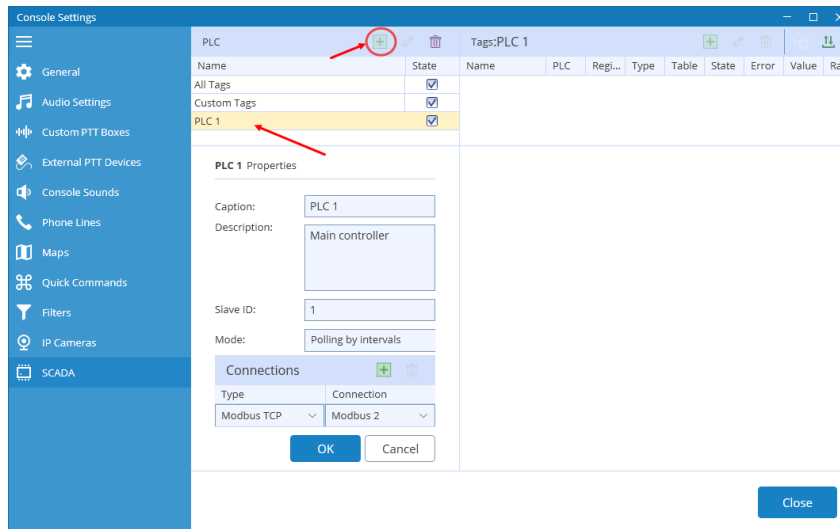 Console Settings
General
Audio Settings
Custom PTT Boxes
External PTT Devices
Console Sounds
Phone Lines
Maps
Quick Commands
Filters
IP Cameras
SCADA
PLC
Name State
All Tags
Custom Tags
PLC 1
PLC 1 Properties
Caption: PLC 1
Description: Main controller
Slave ID: 1
Mode: Polling by intervals
Connections
Type Connection
Modbus TCP Modbus 2
OK Cancel
Tags:PLC 1
Name PLC Regi... Type Table State Error Value Ra
Close